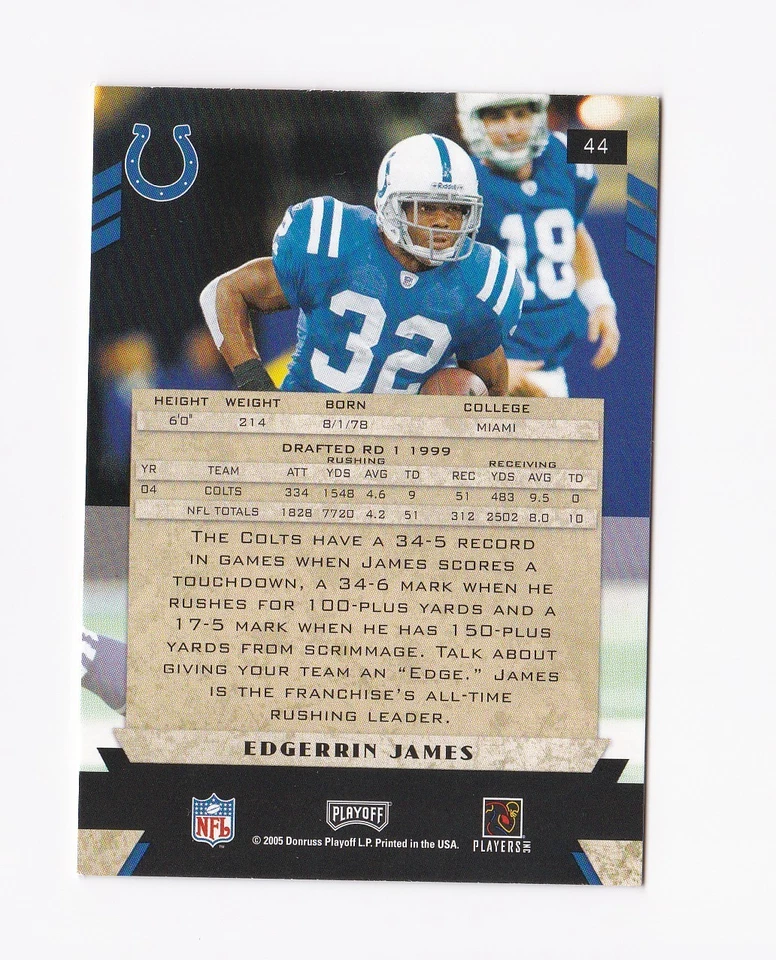 44
Riddell
18
32
HEIGHT WEIGHT BORN COLLEGE
6'0" 214 8/1/78 MIAMI
DRAFTED RD 1 1999
RUSHING RECEIVING
YR TEAM ATT YDS AVG TD REC YDS AVG TD
04 COLTS 334 1548 4.6 9 51 483 9.5 0
NFL TOTALS 1828 7720 4.2 51 312 2502 8.0 10
THE COLTS HAVE A 34-5 RECORD
IN GAMES WHEN JAMES SCORES A
TOUCHDOWN, A 34-6 MARK WHEN HE
RUSHES FOR 100-PLUS YARDS AND A
17-5 MARK WHEN HE HAS 150-PLUS
YARDS FROM SCRIMMAGE. TALK ABOUT
GIVING YOUR TEAM AN “EDGE.” JAMES
IS THE FRANCHISE’S ALL-TIME
RUSHING LEADER.
EDGERRIN JAMES
NFL
PLAYOFF
© 2005 Donruss Playoff L.P. Printed in the USA.
PLAYERS INC